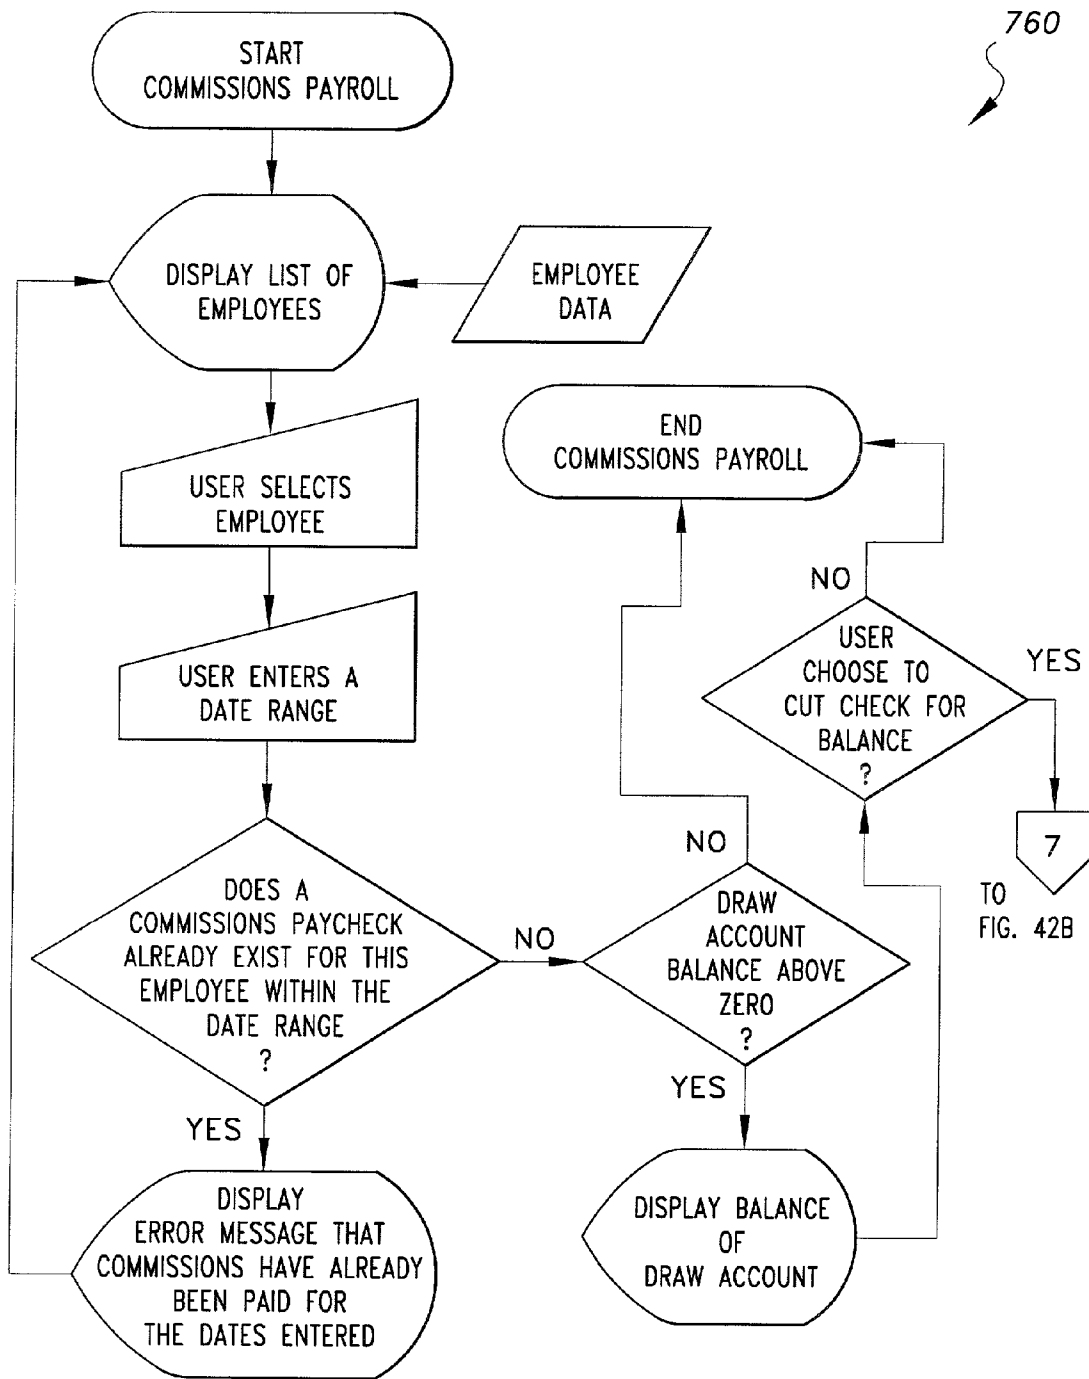 760
START
COMMISSIONS PAYROLL
DISPLAY LIST OF
EMPLOYEES
EMPLOYEE
DATA
USER SELECTS
EMPLOYEE
END
COMMISSIONS PAYROLL
USER ENTERS A
DATE RANGE
NO
USER
CHOOSE TO
CUT CHECK FOR
BALANCE
?
YES
7
TO
FIG. 42B
DOES A
COMMISSIONS PAYCHECK
ALREADY EXIST FOR THIS
EMPLOYEE WITHIN THE
DATE RANGE
?
NO
NO
DRAW
ACCOUNT
BALANCE ABOVE
ZERO
?
YES
YES
DISPLAY
ERROR MESSAGE THAT
COMMISSIONS HAVE ALREADY
BEEN PAID FOR
THE DATES ENTERED
DISPLAY BALANCE
OF
DRAW ACCOUNT